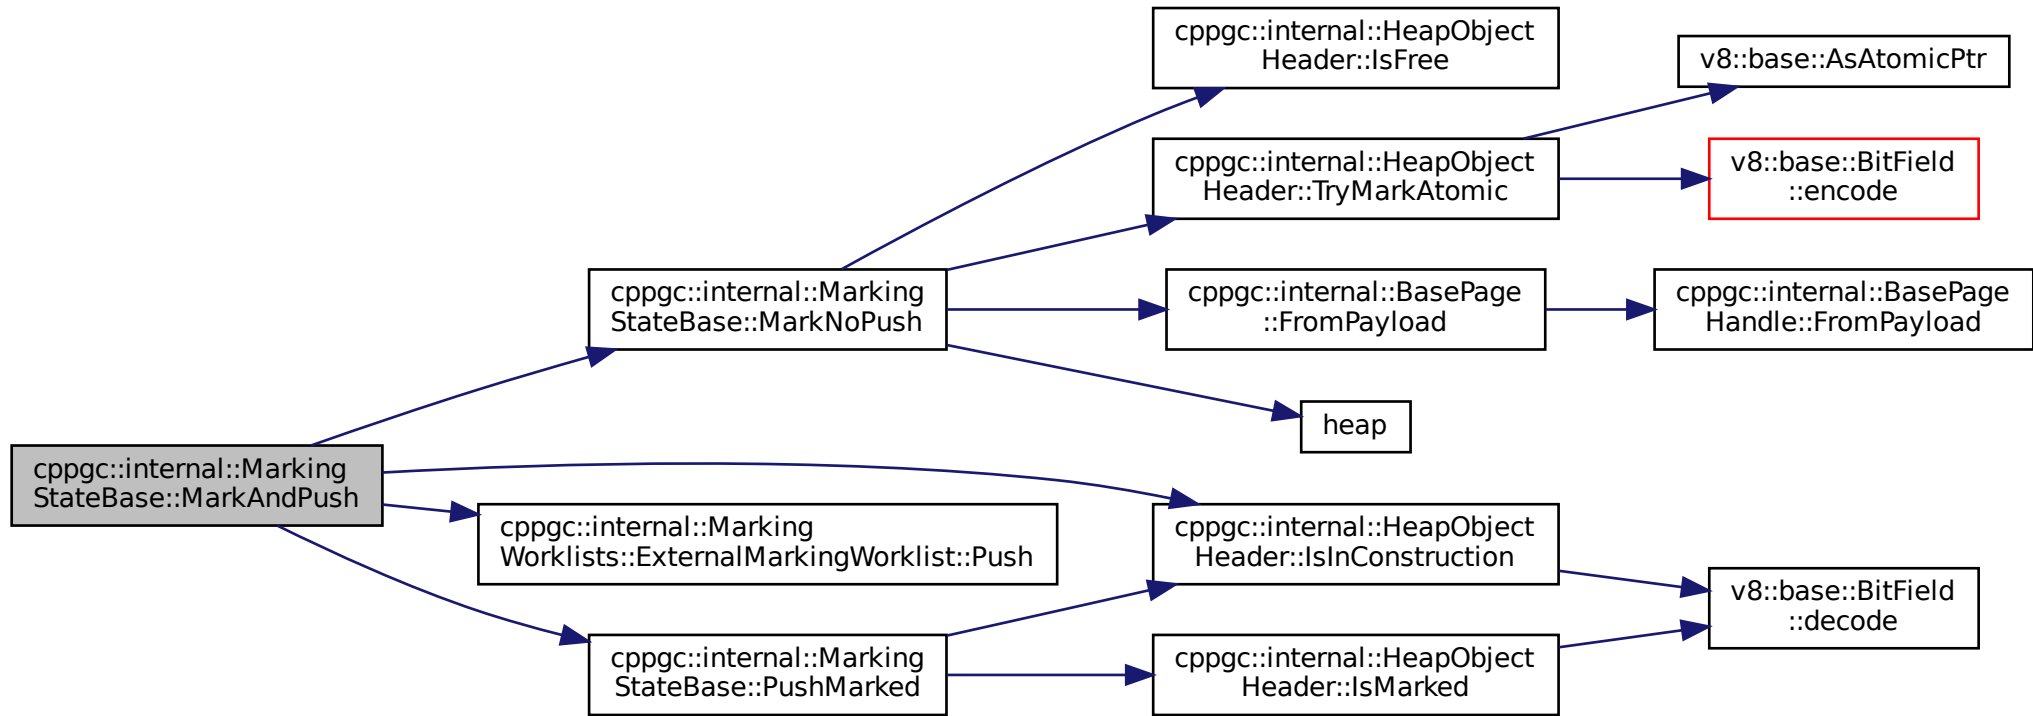 cppgc::internal::HeapObject
Header::IsFree
v8::base::AsAtomicPtr
cppgc::internal::HeapObject
Header::TryMarkAtomic
v8::base::BitField
::encode
cppgc::internal::Marking
StateBase::MarkNoPush
cppgc::internal::BasePage
::FromPayload
cppgc::internal::BasePage
Handle::FromPayload
heap
cppgc::internal::Marking
StateBase::MarkAndPush
cppgc::internal::Marking
Worklists::ExternalMarkingWorklist::Push
cppgc::internal::HeapObject
Header::IsInConstruction
v8::base::BitField
::decode
cppgc::internal::Marking
StateBase::PushMarked
cppgc::internal::HeapObject
Header::IsMarked